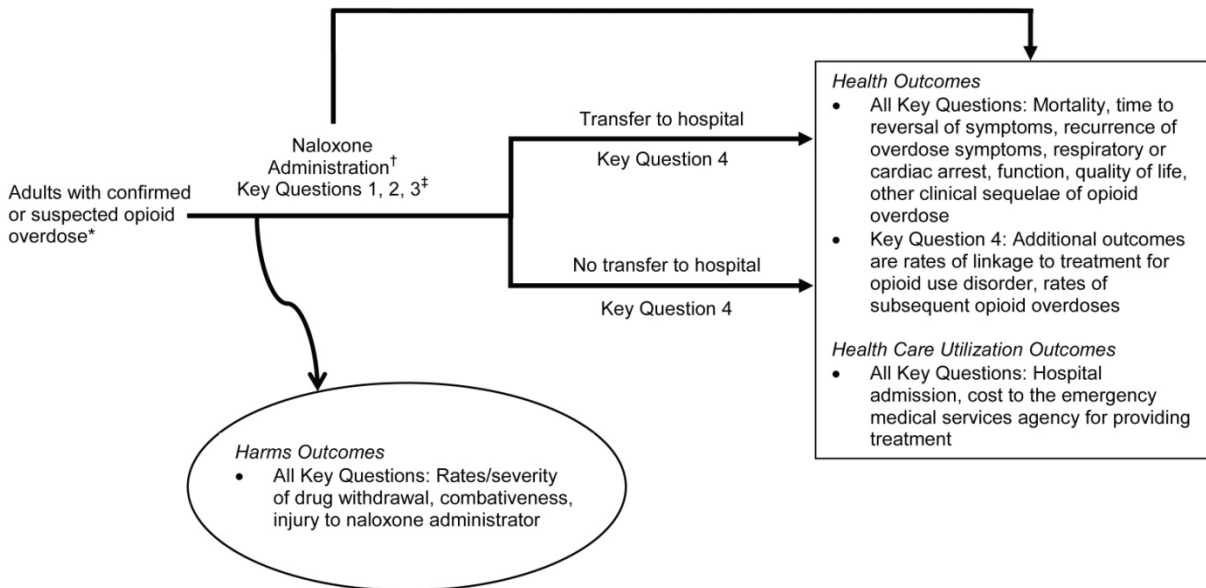 Adults with confirmed
or suspected opioid
overdose*
Naloxone
Administration†
Key Questions 1, 2, 3‡
Transfer to hospital
Key Question 4
No transfer to hospital
Key Question 4
Health Outcomes
• All Key Questions: Mortality, time to
reversal of symptoms, recurrence of
overdose symptoms, respiratory or
cardiac arrest, function, quality of life,
other clinical sequelae of opioid
overdose
• Key Question 4: Additional outcomes
are rates of linkage to treatment for
opioid use disorder, rates of
subsequent opioid overdoses
Health Care Utilization Outcomes
• All Key Questions: Hospital
admission, cost to the emergency
medical services agency for providing
treatment
Harms Outcomes
• All Key Questions: Rates/severity
of drug withdrawal, combativeness,
injury to naloxone administrator